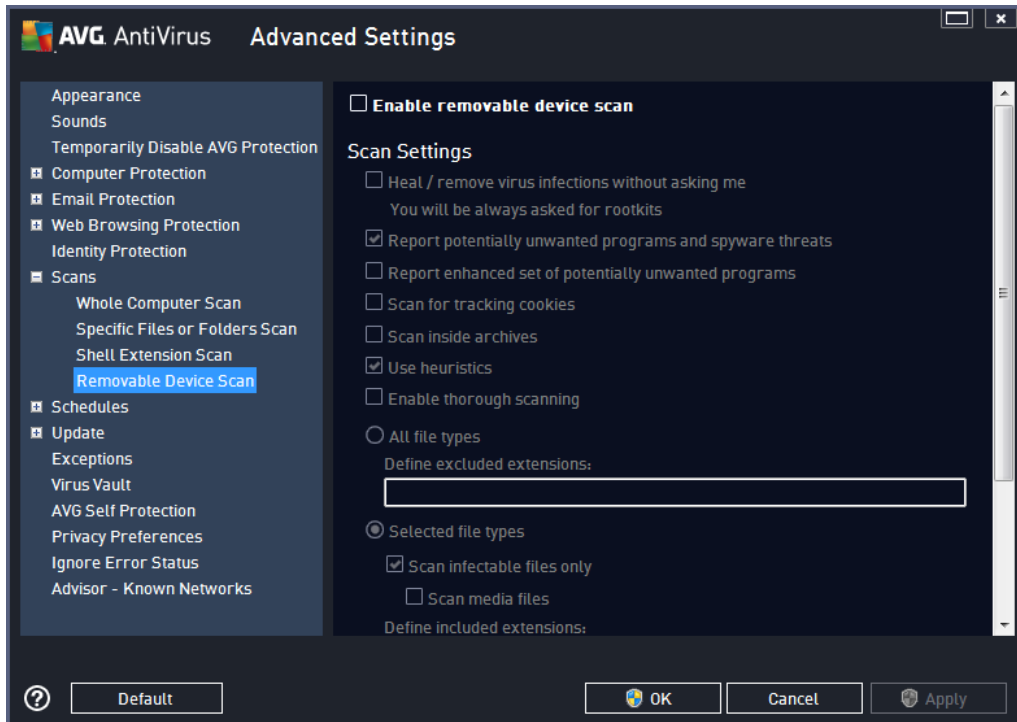 AVG AntiVirus Advanced Settings
Appearance
Sounds
Temporarily Disable AVG Protection
Computer Protection
Email Protection
Web Browsing Protection
Identity Protection
Scans
Whole Computer Scan
Specific Files or Folders Scan
Shell Extension Scan
Removable Device Scan
Schedules
Update
Exceptions
Virus Vault
AVG Self Protection
Privacy Preferences
Ignore Error Status
Advisor - Known Networks
Enable removable device scan
Scan Settings
Heal / remove virus infections without asking me
You will be always asked for rootkits
Report potentially unwanted programs and spyware threats
Report enhanced set of potentially unwanted programs
Scan for tracking cookies
Scan inside archives
Use heuristics
Enable thorough scanning
All file types
Define excluded extensions:
Selected file types
Scan infectable files only
Scan media files
Define included extensions:
? Default OK Cancel Apply